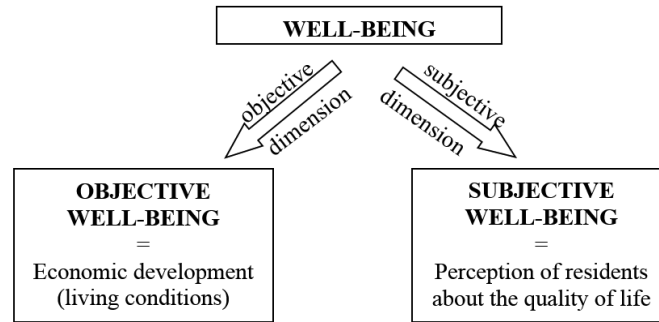 WELL-BEING
objective
dimension
subjective
dimension
OBJECTIVE
WELL-BEING
=
Economic development
(living conditions)
SUBJECTIVE
WELL-BEING
=
Perception of residents
about the quality of life